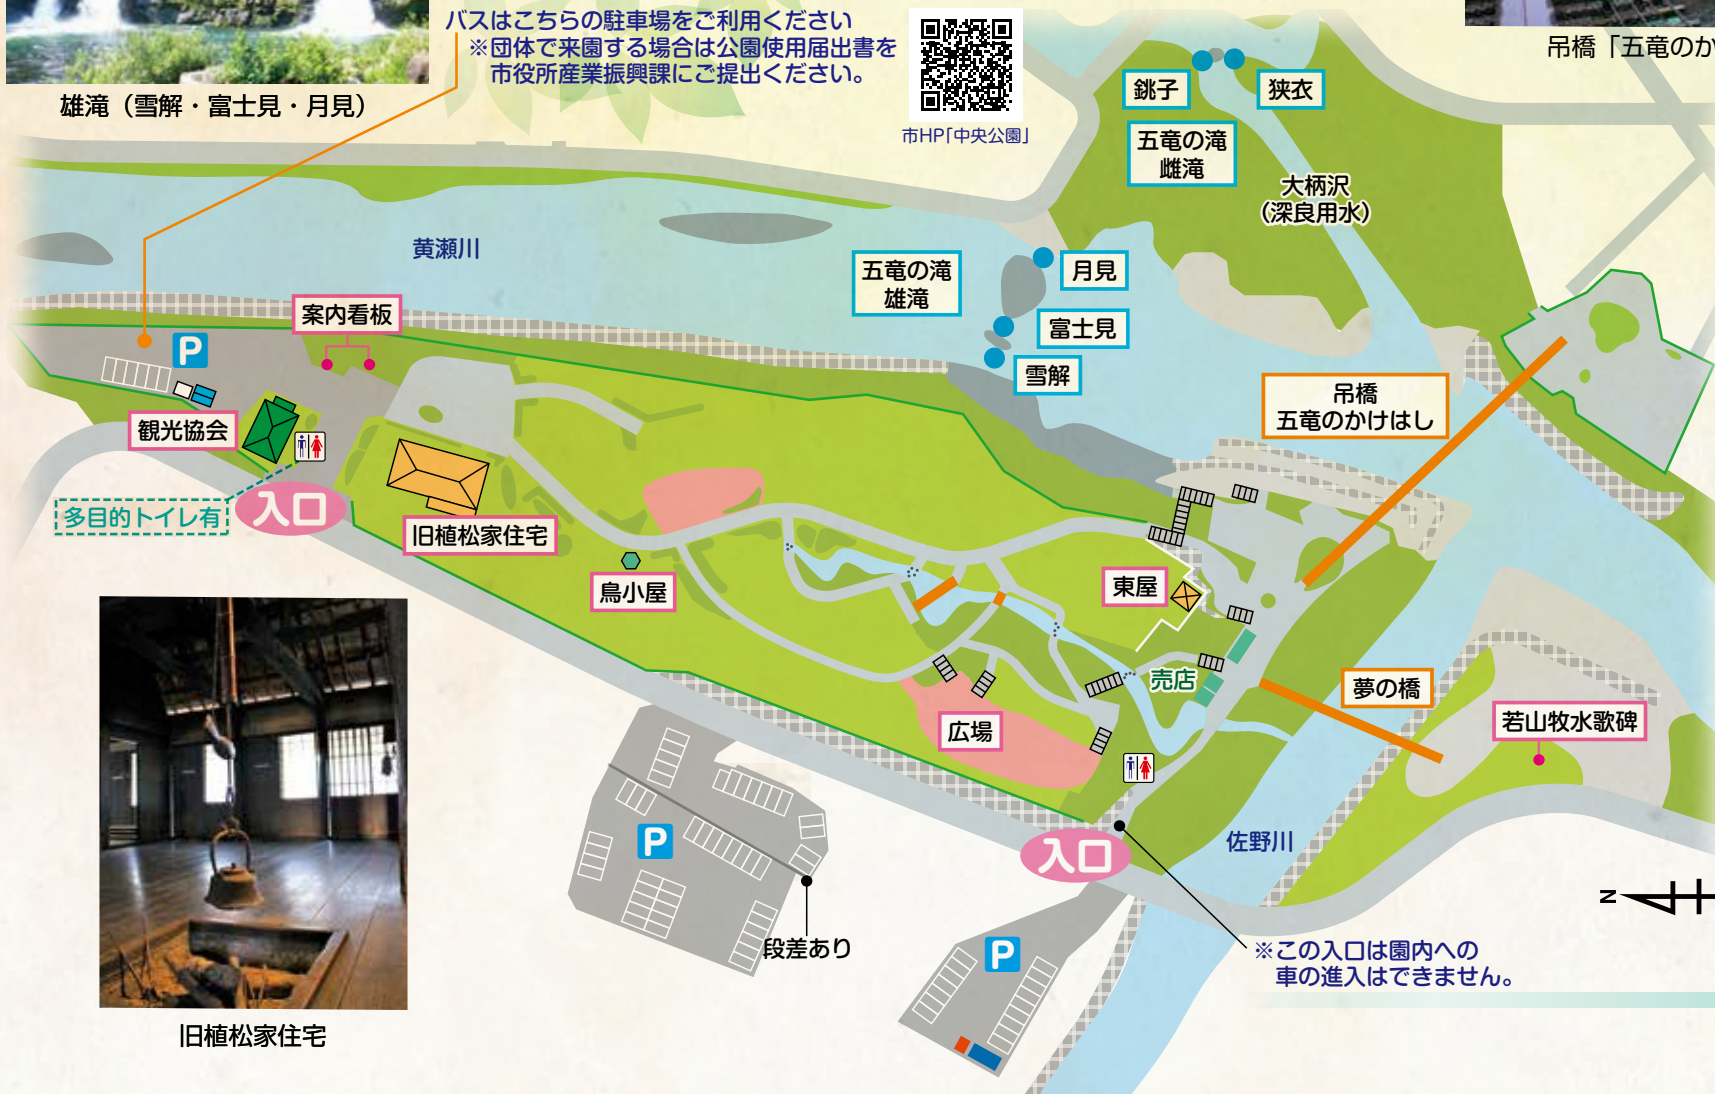 バスはこちらの駐車場をご利用ください
※団体で来園する場合は公園使用届出書を
市役所産業振興課にご提出ください。
雄滝（雪解・富士見・月見）
市HP「中央公園」
吊橋「五竜のか
銚子
狭衣
五竜の滝
雌滝
大柄沢
（深良用水）
黄瀬川
五竜の滝
雄滝
月見
富士見
雪解
案内看板
P
観光協会
多目的トイレ有
入口
旧植松家住宅
鳥小屋
吊橋
五竜のかけはし
東屋
売店
夢の橋
若山牧水歌碑
広場
P
入口
佐野川
N
段差あり
P
※この入口は園内への
車の進入はできません。
旧植松家住宅